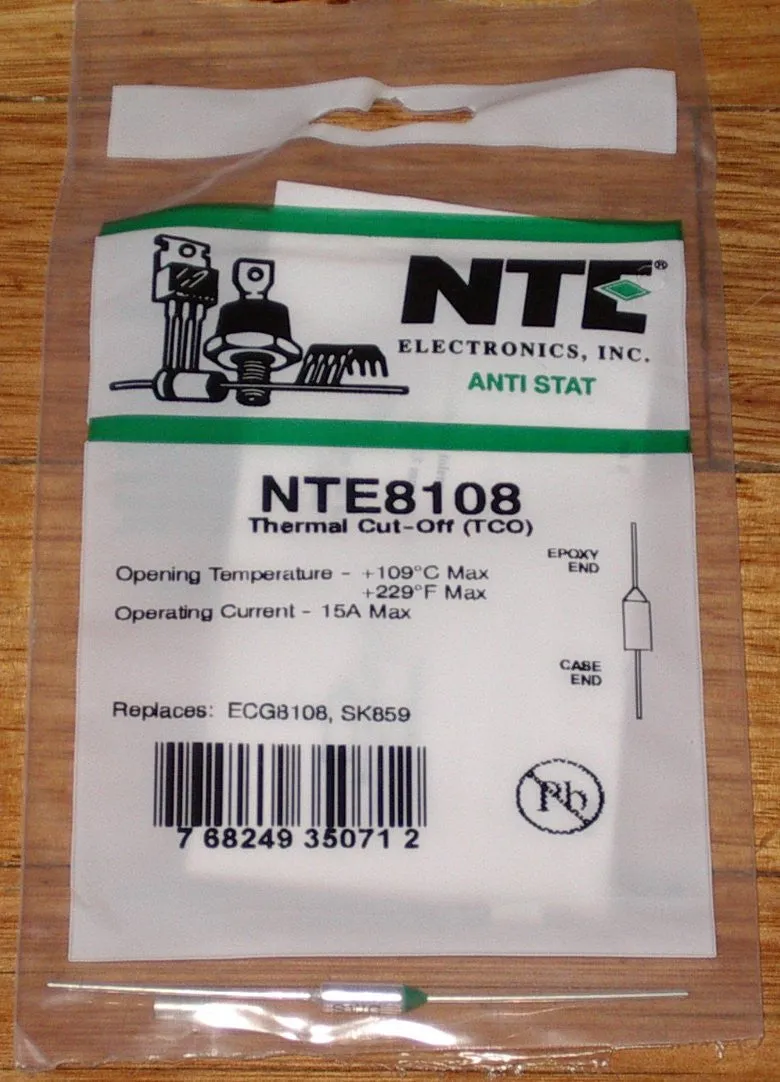 NTE®
ELECTRONICS, INC.
ANTI STAT
NTE8108
Thermal Cut-Off (TCO)
Opening Temperature - +109°C Max
+229°F Max
Operating Current - 15A Max
EPOXY
END
CASE
END
Replaces: ECG8108, SK859
7 68249 35071 2
Pb